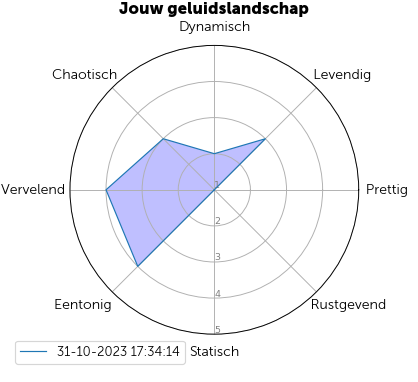 Jouw geluidslandschap
Dynamisch
Chaotisch
Levendig
Vervelend
1
Prettig
2
3
4
Eentonig
Rustgevend
5
31-10-2023 17:34:14
Statisch